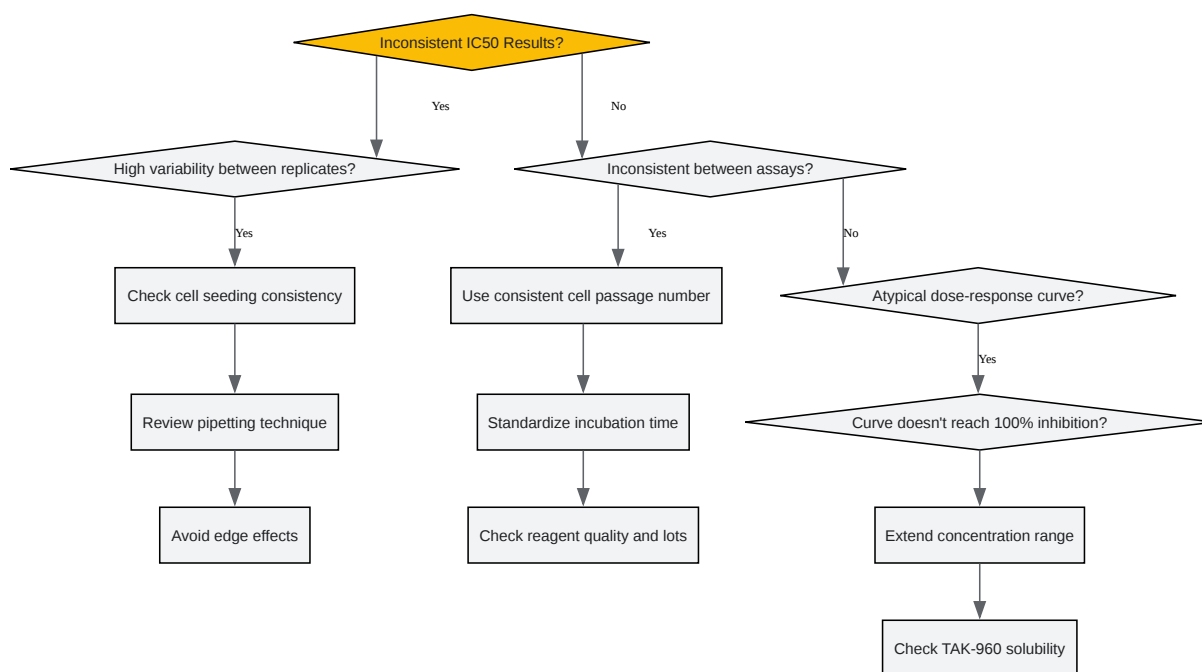 Inconsistent IC50 Results?
Yes
No
High variability between replicates?
Inconsistent between assays?
Yes
Yes
No
Check cell seeding consistency
Use consistent cell passage number
Atypical dose-response curve?
Yes
Review pipetting technique
Standardize incubation time
Curve doesn't reach 100% inhibition?
Avoid edge effects
Check reagent quality and lots
Extend concentration range
Check TAK-960 solubility